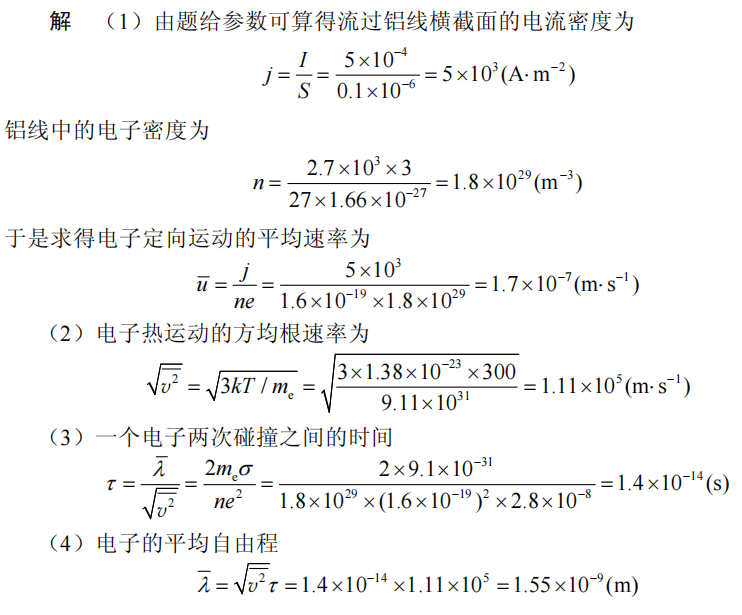 解 （1）由题给参数可算得流过铝线横截面的电流密度为
j = I/S = (5×10⁻⁴)/(0.1×10⁻⁶) = 5×10³(A·m⁻²)
铝线中的电子密度为
n = (2.7×10³×3)/(27×1.66×10⁻²⁷) = 1.8×10²⁹(m⁻³)
于是求得电子定向运动的平均速率为
u̅ = j/ne = (5×10³)/(1.6×10⁻¹⁹×1.8×10²⁹) = 1.7×10⁻⁷(m·s⁻¹)
（2）电子热运动的方均根速率为
√(v̅²) = √(3kT / mₑ) = √((3×1.38×10⁻²³×300)/(9.11×10³¹)) = 1.11×10⁵(m·s⁻¹)
（3）一个电子两次碰撞之间的时间
τ = λ̅/√(v̅²) = 2mₑσ/ne² = (2×9.1×10⁻³¹)/(1.8×10²⁹×(1.6×10⁻¹⁹)²×2.8×10⁻⁸) = 1.4×10⁻¹⁴(s)
（4）电子的平均自由程
λ̅ = √(v̅²)τ = 1.4×10⁻¹⁴×1.11×10⁵ = 1.55×10⁻⁹(m)